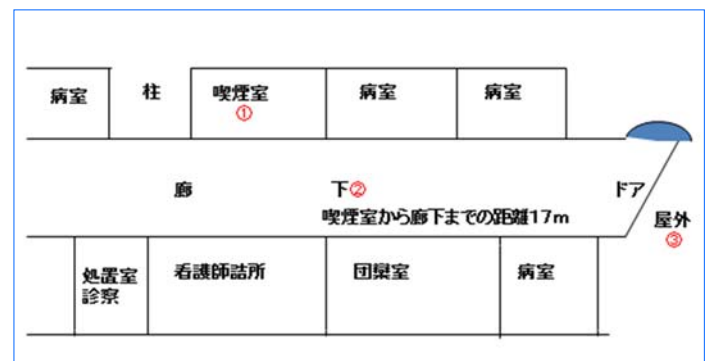 病室
柱
喫煙室
①
病室
病室
廊
下②
ドア
喫煙室から廊下までの距離17m
屋外
③
処置室
診察
看護師詰所
団欒室
病室